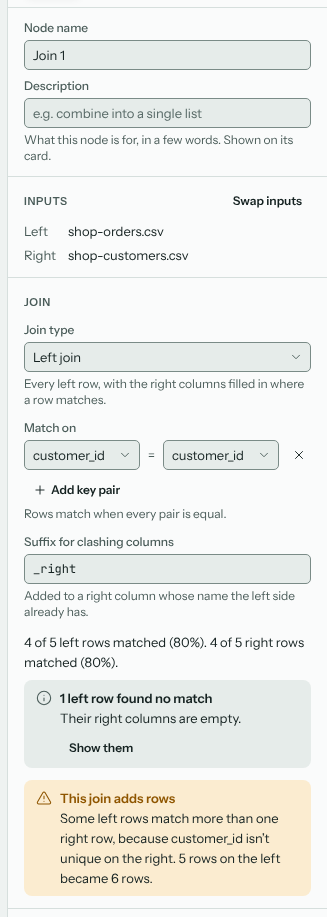 Node name
Join 1
Description
e.g. combine into a single list
What this node is for, in a few words. Shown on its
card.
INPUTS
Swap inputs
Left shop-orders.csv
Right shop-customers.csv
JOIN
Join type
Left join
Every left row, with the right columns filled in where
a row matches.
Match on
customer_id = customer_id ×
+ Add key pair
Rows match when every pair is equal.
Suffix for clashing columns
_right
Added to a right column whose name the left side
already has.
4 of 5 left rows matched (80%). 4 of 5 right rows
matched (80%).
1 left row found no match
Their right columns are empty.
Show them
This join adds rows
Some left rows match more than one
right row, because customer_id isn't
unique on the right. 5 rows on the left
became 6 rows.